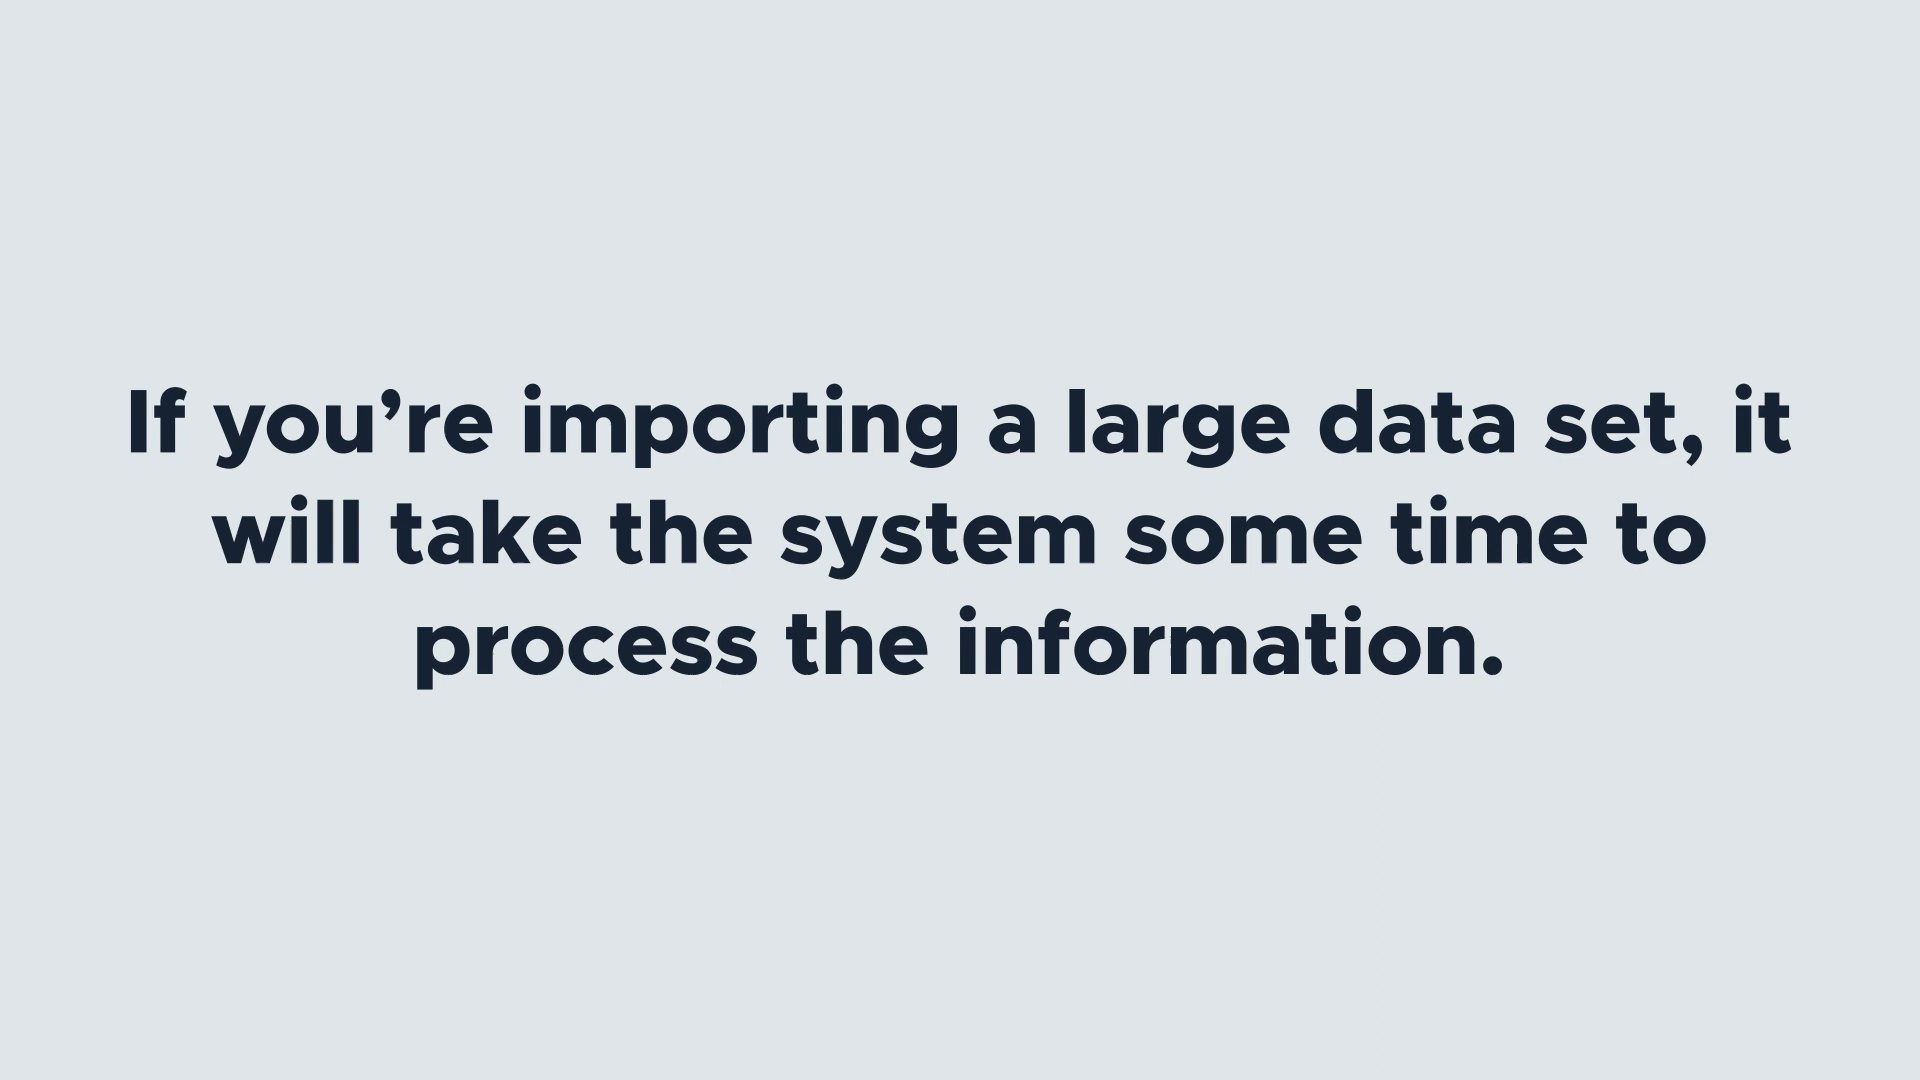 If you’re importing a large data set, it
will take the system some time to
process the information.